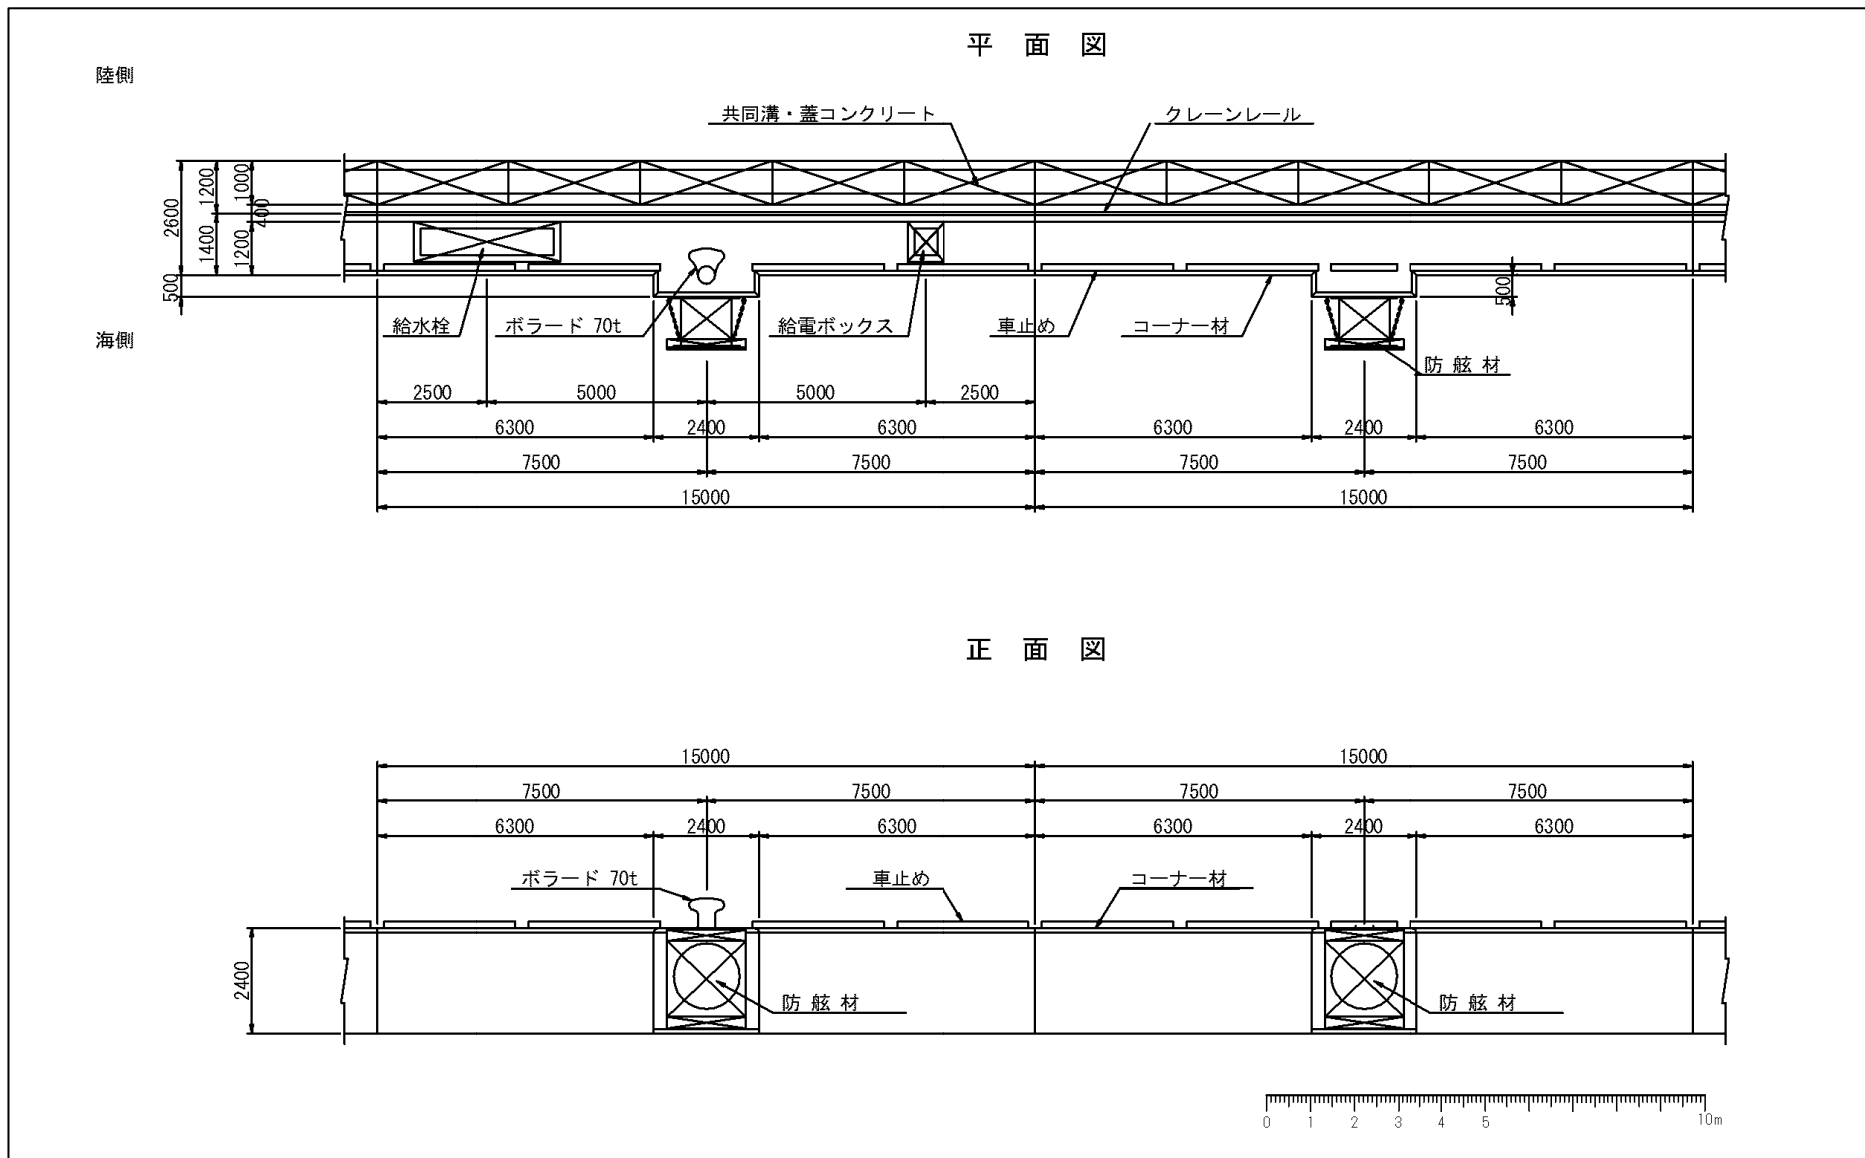 平 面 図
陸側
共同溝・蓋コンクリート
クレーンレール
2600
1200
1000
400
1400
1200
500
500
海側
給水栓
ボラード 70t
給電ボックス
車止め
コーナー材
防 舷 材
2500
5000
5000
2500
6300
2400
6300
6300
2400
6300
7500
7500
7500
7500
15000
15000
正 面 図
15000
15000
7500
7500
7500
7500
6300
2400
6300
6300
2400
6300
ボラード 70t
車止め
コーナー材
2400
防 舷 材
防 舷 材
0 1 2 3 4 5 10m